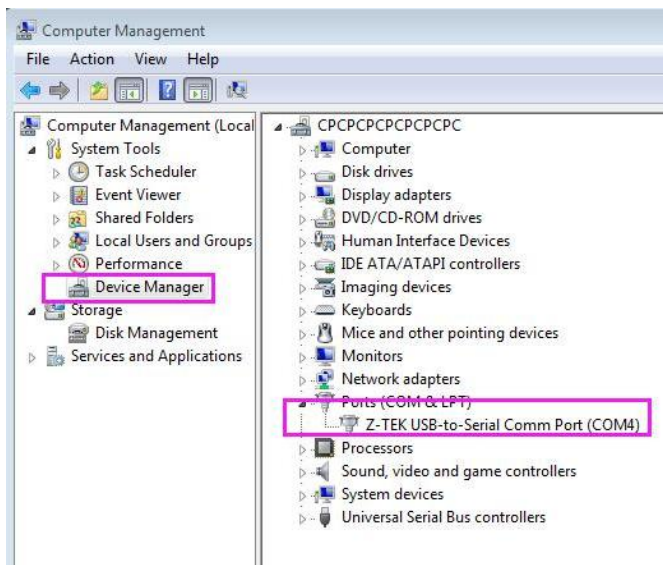 Computer Management
File Action View Help
Computer Management (Local
System Tools
Task Scheduler
Event Viewer
Shared Folders
Local Users and Groups
Performance
Device Manager
Storage
Disk Management
Services and Applications
CPCPCPCPCPCPC
Computer
Disk drives
Display adapters
DVD/CD-ROM drives
Human Interface Devices
IDE ATA/ATAPI controllers
Imaging devices
Keyboards
Mice and other pointing devices
Monitors
Network adapters
Ports (COM & LPT)
Z-TEK USB-to-Serial Comm Port (COM4)
Processors
Sound, video and game controllers
System devices
Universal Serial Bus controllers